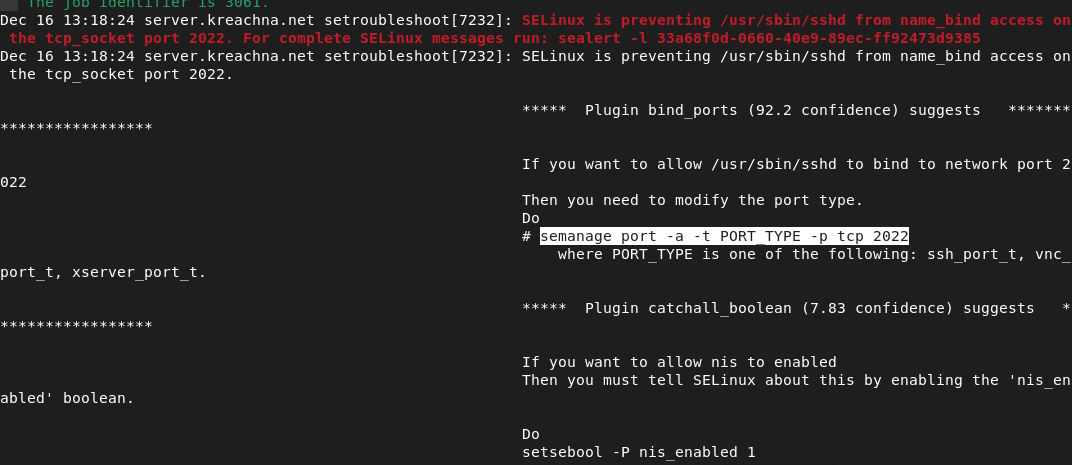 The job identifier is 3061.
Dec 16 13:18:24 server.kreachna.net setroubleshoot[7232]: SELinux is preventing /usr/sbin/sshd from name_bind access on
the tcp_socket port 2022. For complete SELinux messages run: sealert -l 33a68f0d-0660-40e9-89ec-ff92473d9385
Dec 16 13:18:24 server.kreachna.net setroubleshoot[7232]: SELinux is preventing /usr/sbin/sshd from name_bind access on
the tcp_socket port 2022.
***** Plugin bind_ports (92.2 confidence) suggests *******
*****************
If you want to allow /usr/sbin/sshd to bind to network port 2
022
Then you need to modify the port type.
Do
# semanage port -a -t PORT_TYPE -p tcp 2022
where PORT_TYPE is one of the following: ssh_port_t, vnc_
port_t, xserver_port_t.
***** Plugin catchall_boolean (7.83 confidence) suggests *
*****************
If you want to allow nis to enabled
Then you must tell SELinux about this by enabling the 'nis_en
abled' boolean.
Do
setsebool -P nis_enabled 1